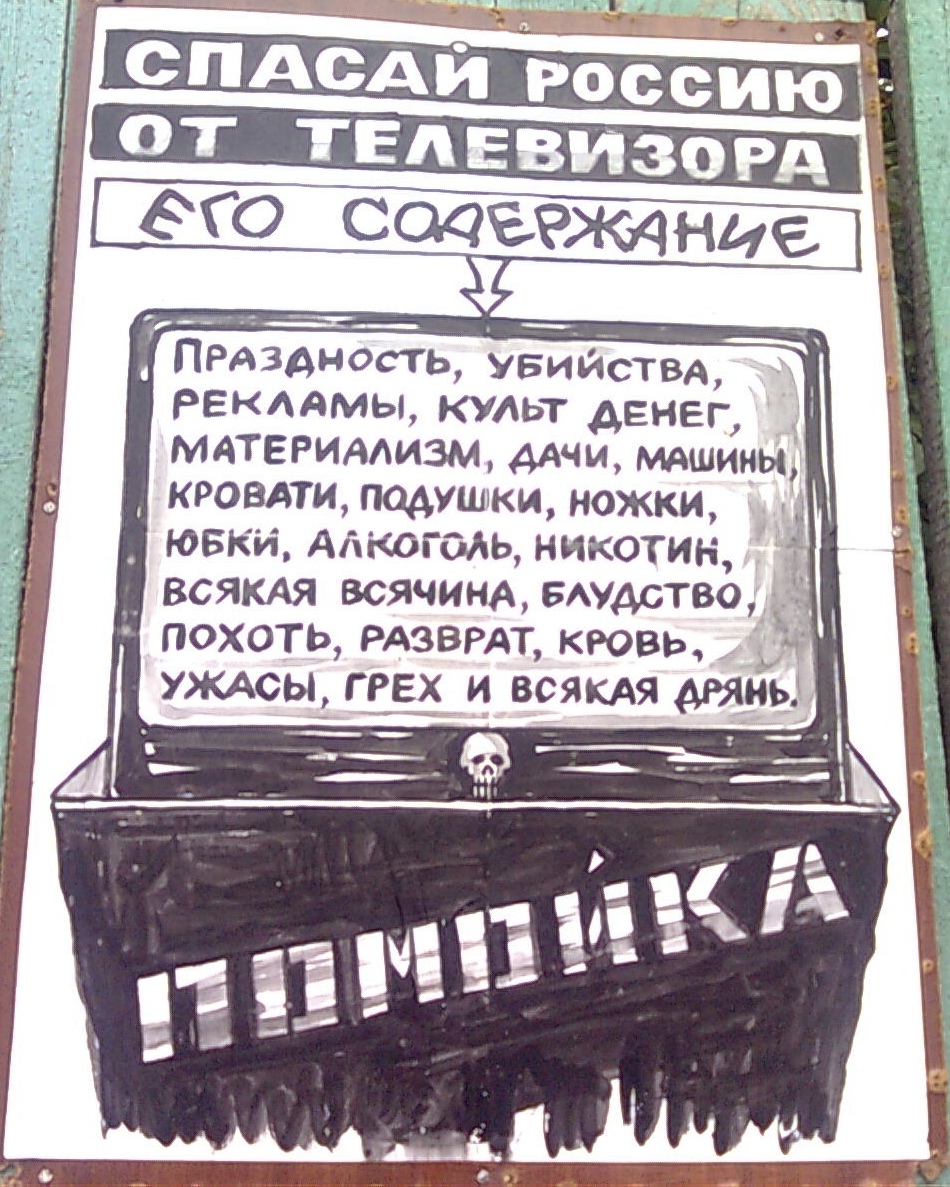 СПАСАЙ РОССИЮ
ОТ ТЕЛЕВИЗОРА
ЕГО СОДЕРЖАНИЕ
ПРАЗДНОСТЬ, УБИЙСТВА,
РЕКЛАМЫ, КУЛЬТ ДЕНЕГ,
МАТЕРИАЛИЗМ, ДАЧИ, МАШИНЫ,
КРОВАТИ, ПОДУШКИ, НОЖКИ,
ЮБКИ, АЛКОГОЛЬ, НИКОТИН,
ВСЯКАЯ ВСЯЧИНА, БЛУДСТВО,
ПОХОТЬ, РАЗВРАТ, КРОВЬ,
УЖАСЫ, ГРЕХ И ВСЯКАЯ ДРЯНЬ.
ПОМОЙКА